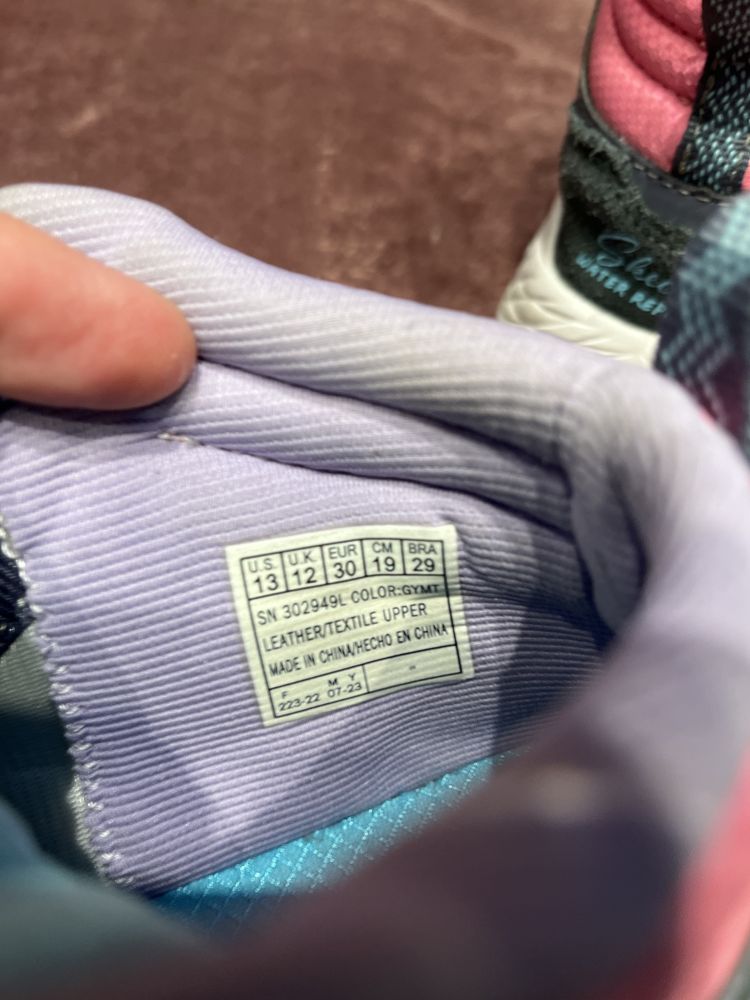 U.S. U.K. EUR CM BRA
13 12 30 19 29
SN 302949L COLOR:GYMT
LEATHER/TEXTILE UPPER
MADE IN CHINA/HECHO EN CHINA
F M Y
223-22 07-23
WATER